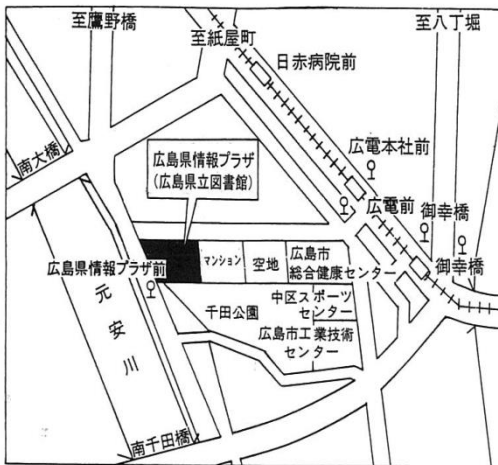 至鷹野橋
至紙屋町
至八丁堀
日赤病院前
南大橋
広島県情報プラザ
(広島県立図書館)
広電本社前
広電前
御幸橋
マンション
空地
広島市
総合健康センター
御幸橋
広島県情報プラザ前
元安川
千田公園
中区スポーツ
センター
広島市工業技術
センター
南千田橋